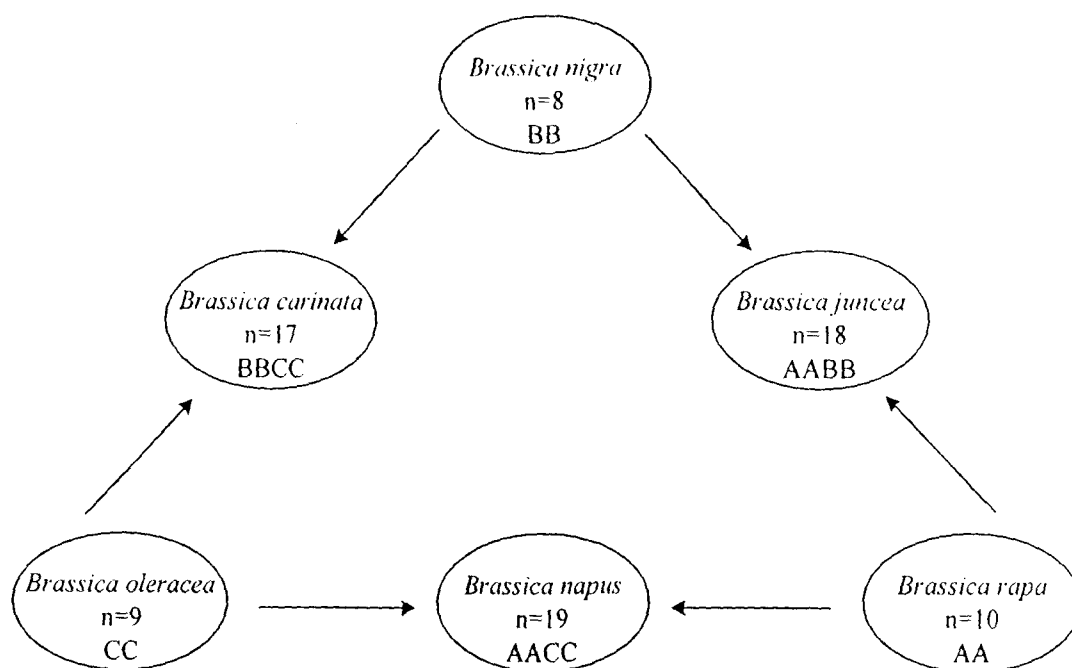 Brassica nigra
n=8
BB
Brassica carinata
n=17
BBCC
Brassica juncea
n=18
AABB
Brassica oleracea
n=9
CC
Brassica napus
n=19
AACC
Brassica rapa
n=10
AA